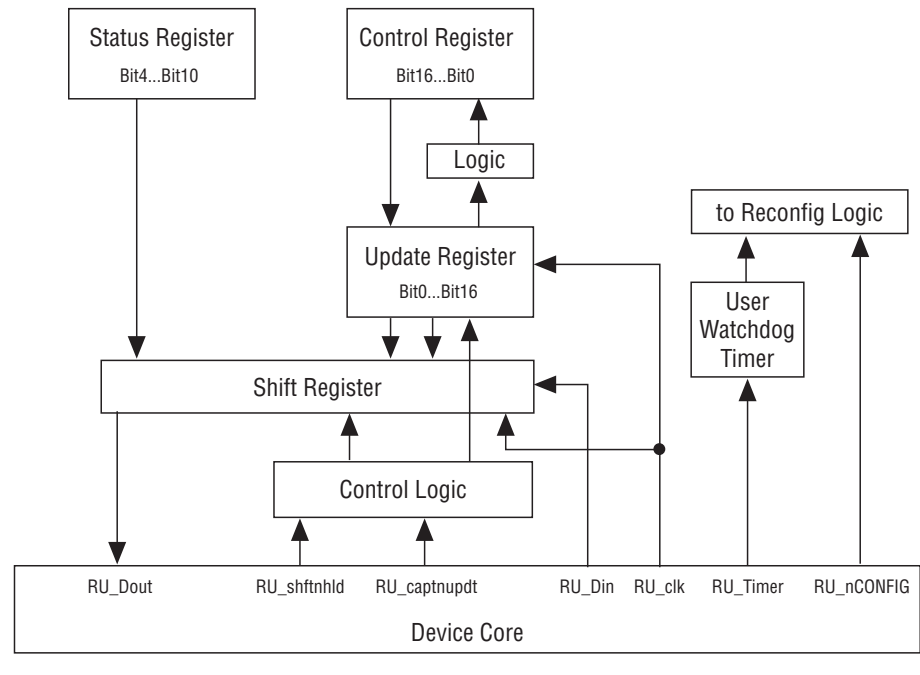 Status Register
Bit4...Bit10
Control Register
Bit16...Bit0
Logic
to Reconfig Logic
Update Register
Bit0...Bit16
User
Watchdog
Timer
Shift Register
Control Logic
RU_Dout
RU_shftnhld
RU_captnupdt
RU_Din
RU_clk
RU_Timer
RU_nCONFIG
Device Core